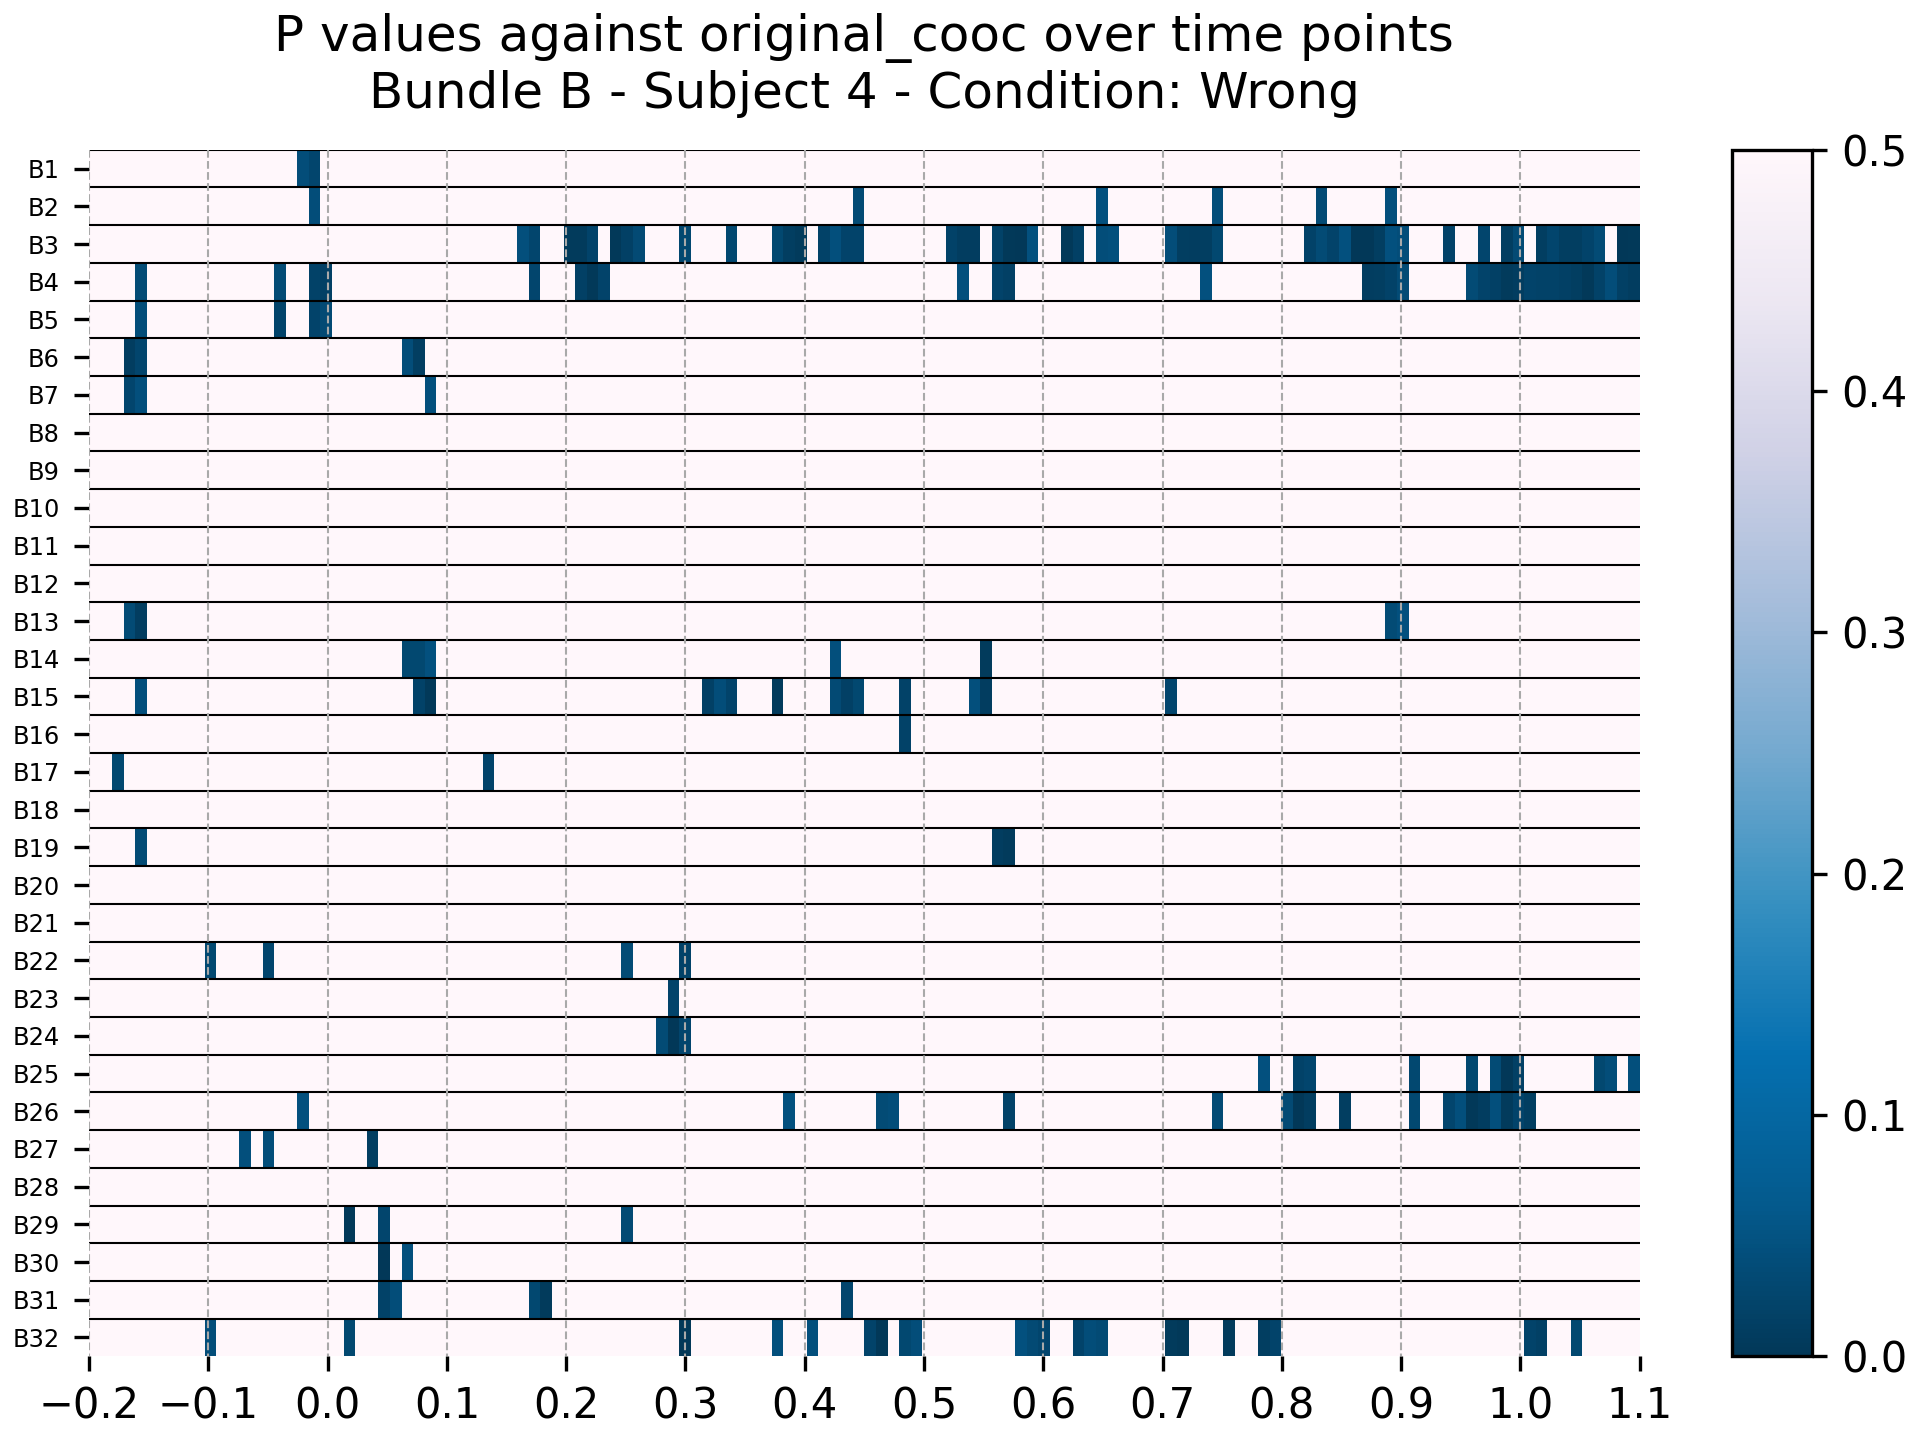 P values against original_cooc over time points
Bundle B - Subject 4 - Condition: Wrong
B1
B2
B3
B4
B5
B6
B7
B8
B9
B10
B11
B12
B13
B14
B15
B16
B17
B18
B19
B20
B21
B22
B23
B24
B25
B26
B27
B28
B29
B30
B31
B32
−0.2 −0.1 0.0 0.1 0.2 0.3 0.4 0.5 0.6 0.7 0.8 0.9 1.0 1.1
0.5
0.4
0.3
0.2
0.1
0.0